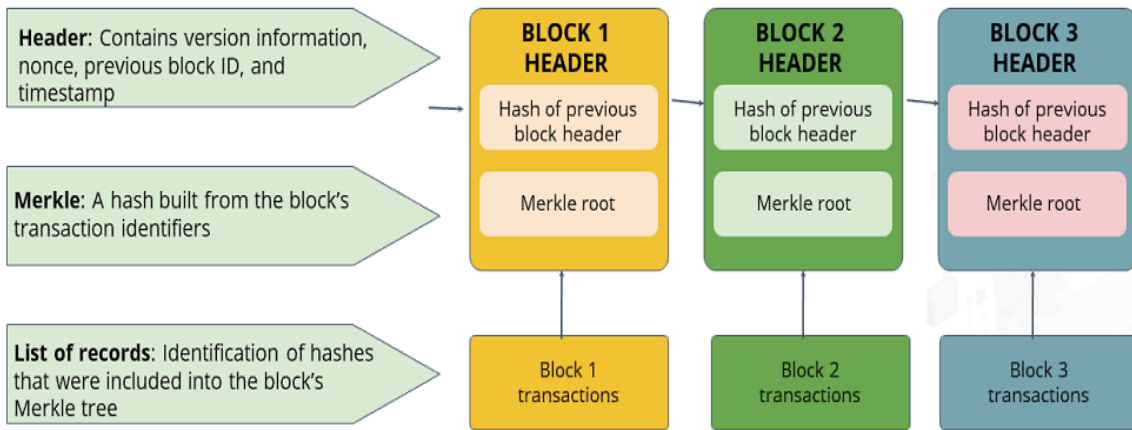 Header: Contains version information,
nonce, previous block ID, and
timestamp
Merkle: A hash built from the block's
transaction identifiers
List of records: Identification of hashes
that were included into the block's
Merkle tree
BLOCK 1
HEADER
Hash of previous
block header
Merkle root
Block 1
transactions
BLOCK 2
HEADER
Hash of previous
block header
Merkle root
Block 2
transactions
BLOCK 3
HEADER
Hash of previous
block header
Merkle root
Block 3
transactions